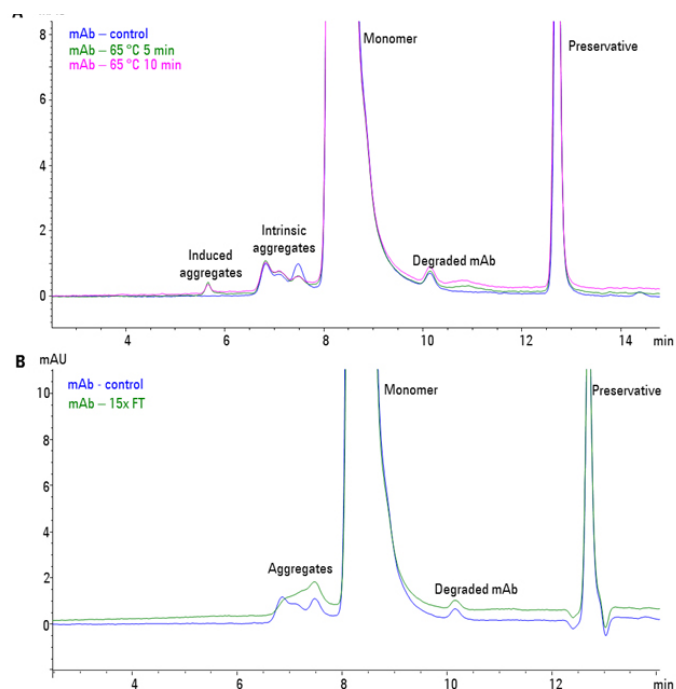 A
mAb – control
mAb – 65 °C 5 min
mAb – 65 °C 10 min
Monomer
Preservative
8
6
4
2
0
Induced
aggregates
Intrinsic
aggregates
Degraded mAb
4 6 8 10 12 14 min
B mAU
mAb - control
mAb – 15x FT
Monomer
Preservative
10
8
6
4
2
0
Aggregates
Degraded mAb
4 6 8 10 12 min